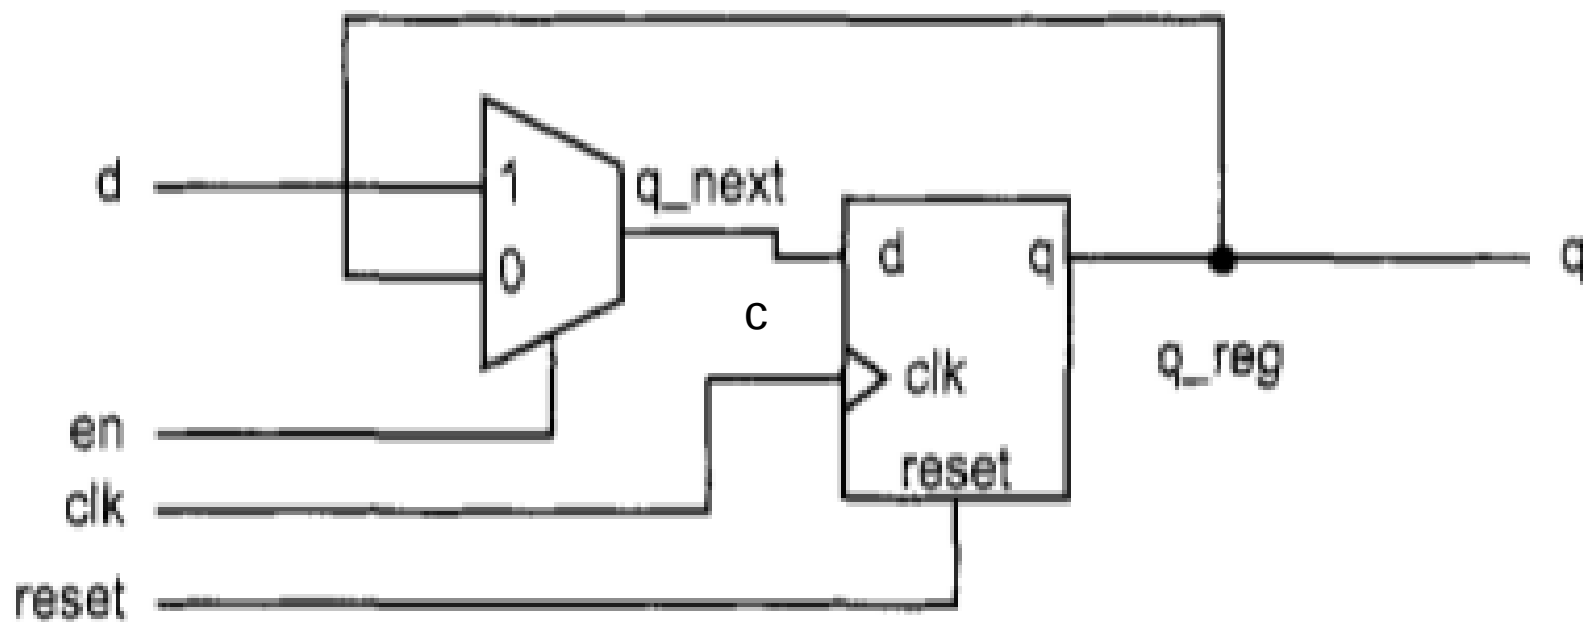 d
1
q_next
0
d
q
q
c
clk
q_reg
en
reset
clk
reset